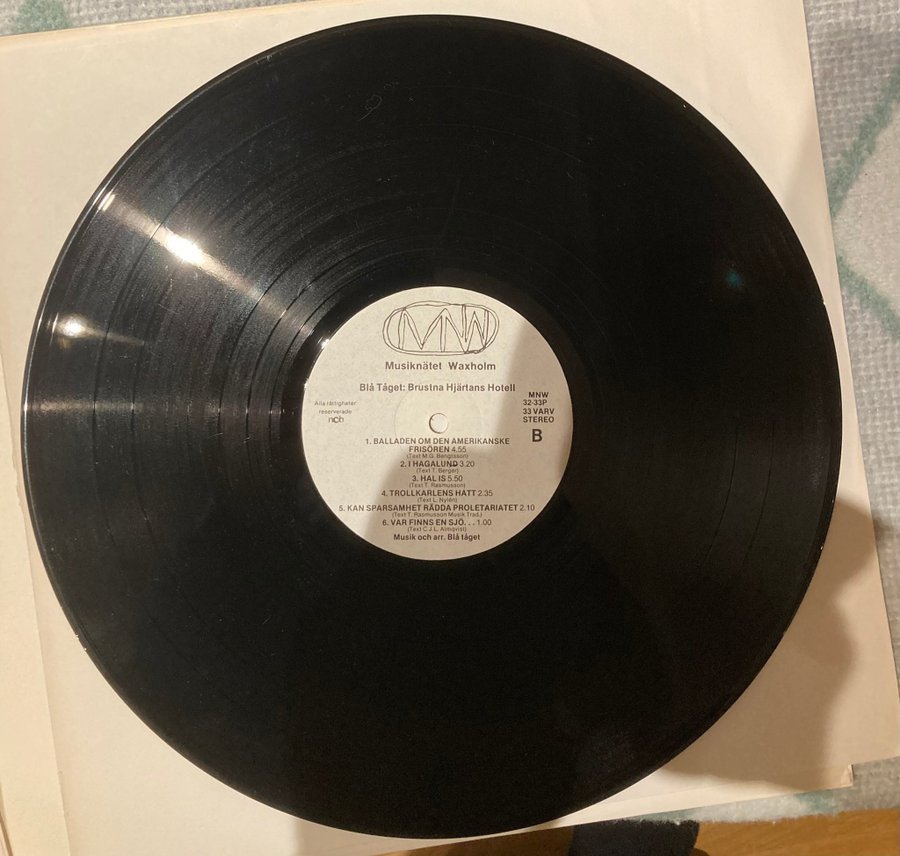 MNW
Musiknätet Waxholm
Blå Tåget: Brustna Hjärtans Hotell
Alla rättigheter
reserverade
ncb
MNW
32-33P
33 VARV
STEREO
B
1. BALLADEN OM DEN AMERIKANSKE
FRISÖREN 4.55
(Text M.G. Bengtsson)
2. I HAGALUND 3.20
(Text T. Berger)
3. HAL IS 5.50
(Text T. Rasmusson)
4. TROLLKARLENS HATT 2.35
(Text L. Nylén)
5. KAN SPARSAMHET RÄDDA PROLETARIATET 2.10
(Text T. Rasmusson Musik Trad.)
6. VAR FINNS EN SJÖ. . . 1.00
(Text C.J.L. Almqvist)
Musik och arr. Blå tåget